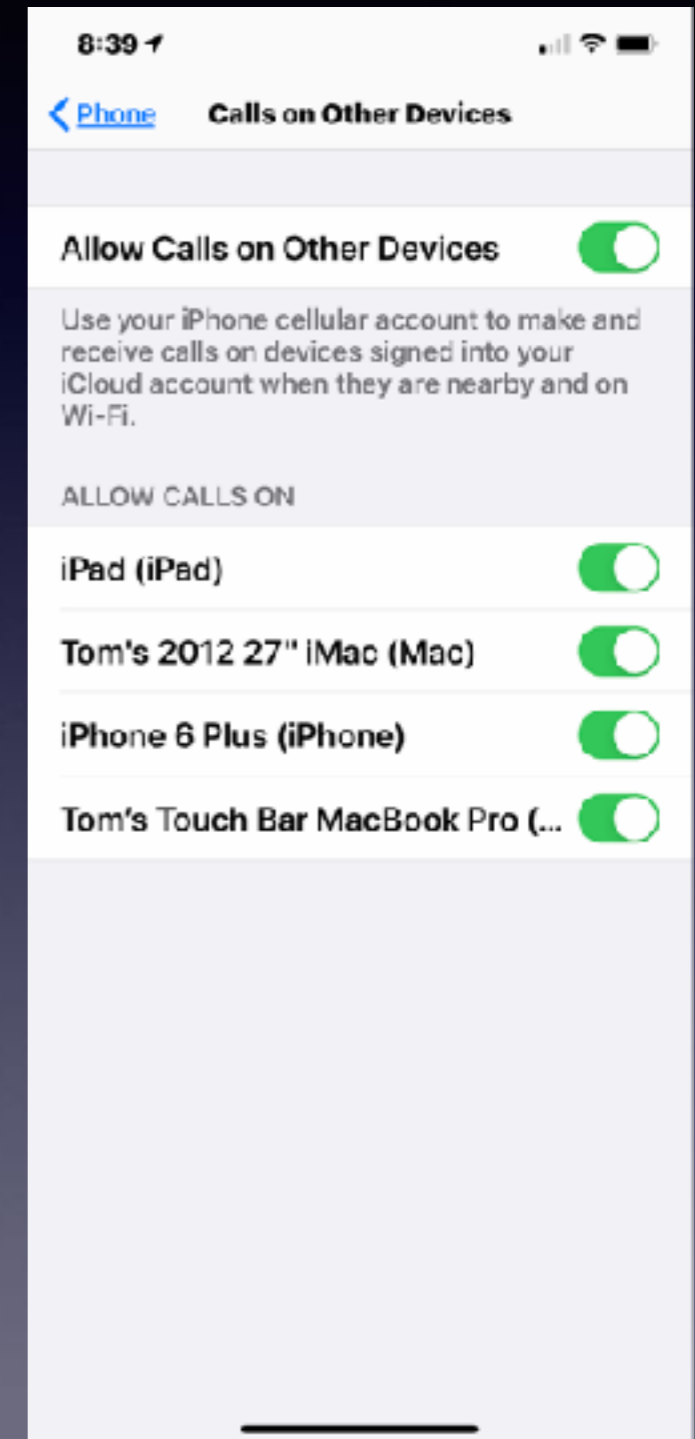 8:39
Phone
Calls on Other Devices
Allow Calls on Other Devices
Use your iPhone cellular account to make and
receive calls on devices signed into your
iCloud account when they are nearby and on
Wi-Fi.
ALLOW CALLS ON
iPad (iPad)
Tom's 2012 27" iMac (Mac)
iPhone 6 Plus (iPhone)
Tom's Touch Bar MacBook Pro (...